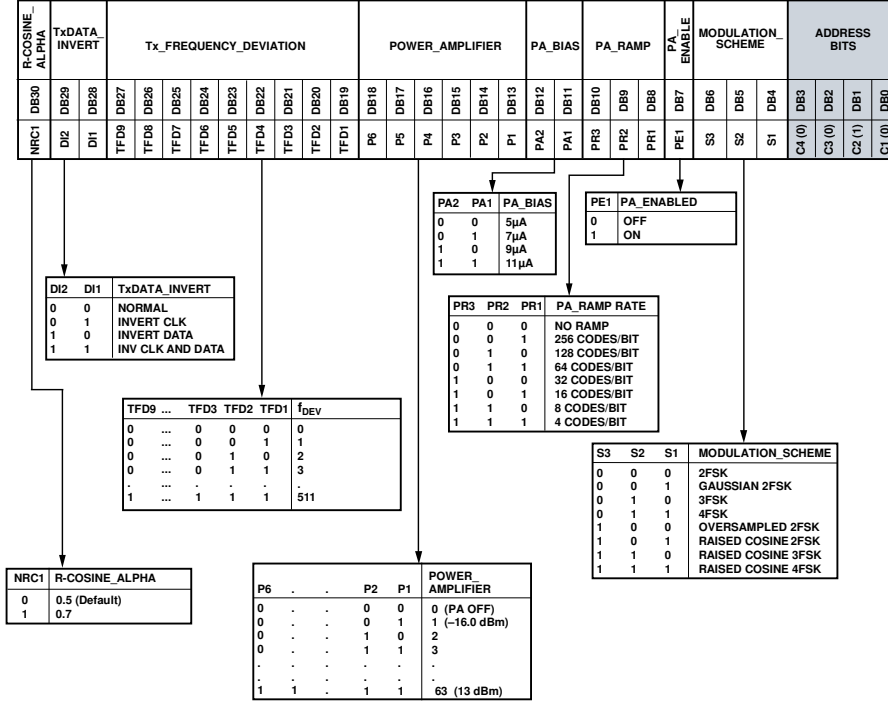 R-COSINE_ ALPHA
TxDATA_ INVERT
Tx_FREQUENCY_DEVIATION
POWER_AMPLIFIER
PA_BIAS
PA_RAMP
PA_ ENABLE
MODULATION_ SCHEME
ADDRESS BITS
DB30 DB29 DB28 DB27 DB26 DB25 DB24 DB23 DB22 DB21 DB20 DB19 DB18 DB17 DB16 DB15 DB14 DB13 DB12 DB11 DB10 DB9 DB8 DB7 DB6 DB5 DB4 DB3 DB2 DB1 DB0
NRC1 DI2 DI1 TFD9 TFD8 TFD7 TFD6 TFD5 TFD4 TFD3 TFD2 TFD1 P6 P5 P4 P3 P2 P1 PA2 PA1 PR3 PR2 PR1 PE1 S3 S2 S1 C4 (0) C3 (0) C2 (1) C1 (0)
PA2 PA1 PA_BIAS
0 0 5µA
0 1 7µA
1 0 9µA
1 1 11µA
PE1 PA_ENABLED
0 OFF
1 ON
DI2 DI1 TxDATA_INVERT
0 0 NORMAL
0 1 INVERT CLK
1 0 INVERT DATA
1 1 INV CLK AND DATA
PR3 PR2 PR1 PA_RAMP RATE
0 0 0 NO RAMP
0 0 1 256 CODES/BIT
0 1 0 128 CODES/BIT
0 1 1 64 CODES/BIT
1 0 0 32 CODES/BIT
1 0 1 16 CODES/BIT
1 1 0 8 CODES/BIT
1 1 1 4 CODES/BIT
TFD9 ... TFD3 TFD2 TFD1 fDEV
0 ... 0 0 0 0
0 ... 0 0 1 1
0 ... 0 1 0 2
0 ... 0 1 1 3
. ... . . . .
1 ... 1 1 1 511
S3 S2 S1 MODULATION_SCHEME
0 0 0 2FSK
0 0 1 GAUSSIAN 2FSK
0 1 0 3FSK
0 1 1 4FSK
1 0 0 OVERSAMPLED 2FSK
1 0 1 RAISED COSINE 2FSK
1 1 0 RAISED COSINE 3FSK
1 1 1 RAISED COSINE 4FSK
NRC1 R-COSINE_ALPHA
0 0.5 (Default)
1 0.7
POWER_
P6 . . P2 P1 AMPLIFIER
0 . . 0 0 0 (PA OFF)
0 . . 0 1 1 (–16.0 dBm)
0 . . 1 0 2
0 . . 1 1 3
. . . . . .
. . . . . .
1 1 . 1 1 63 (13 dBm)